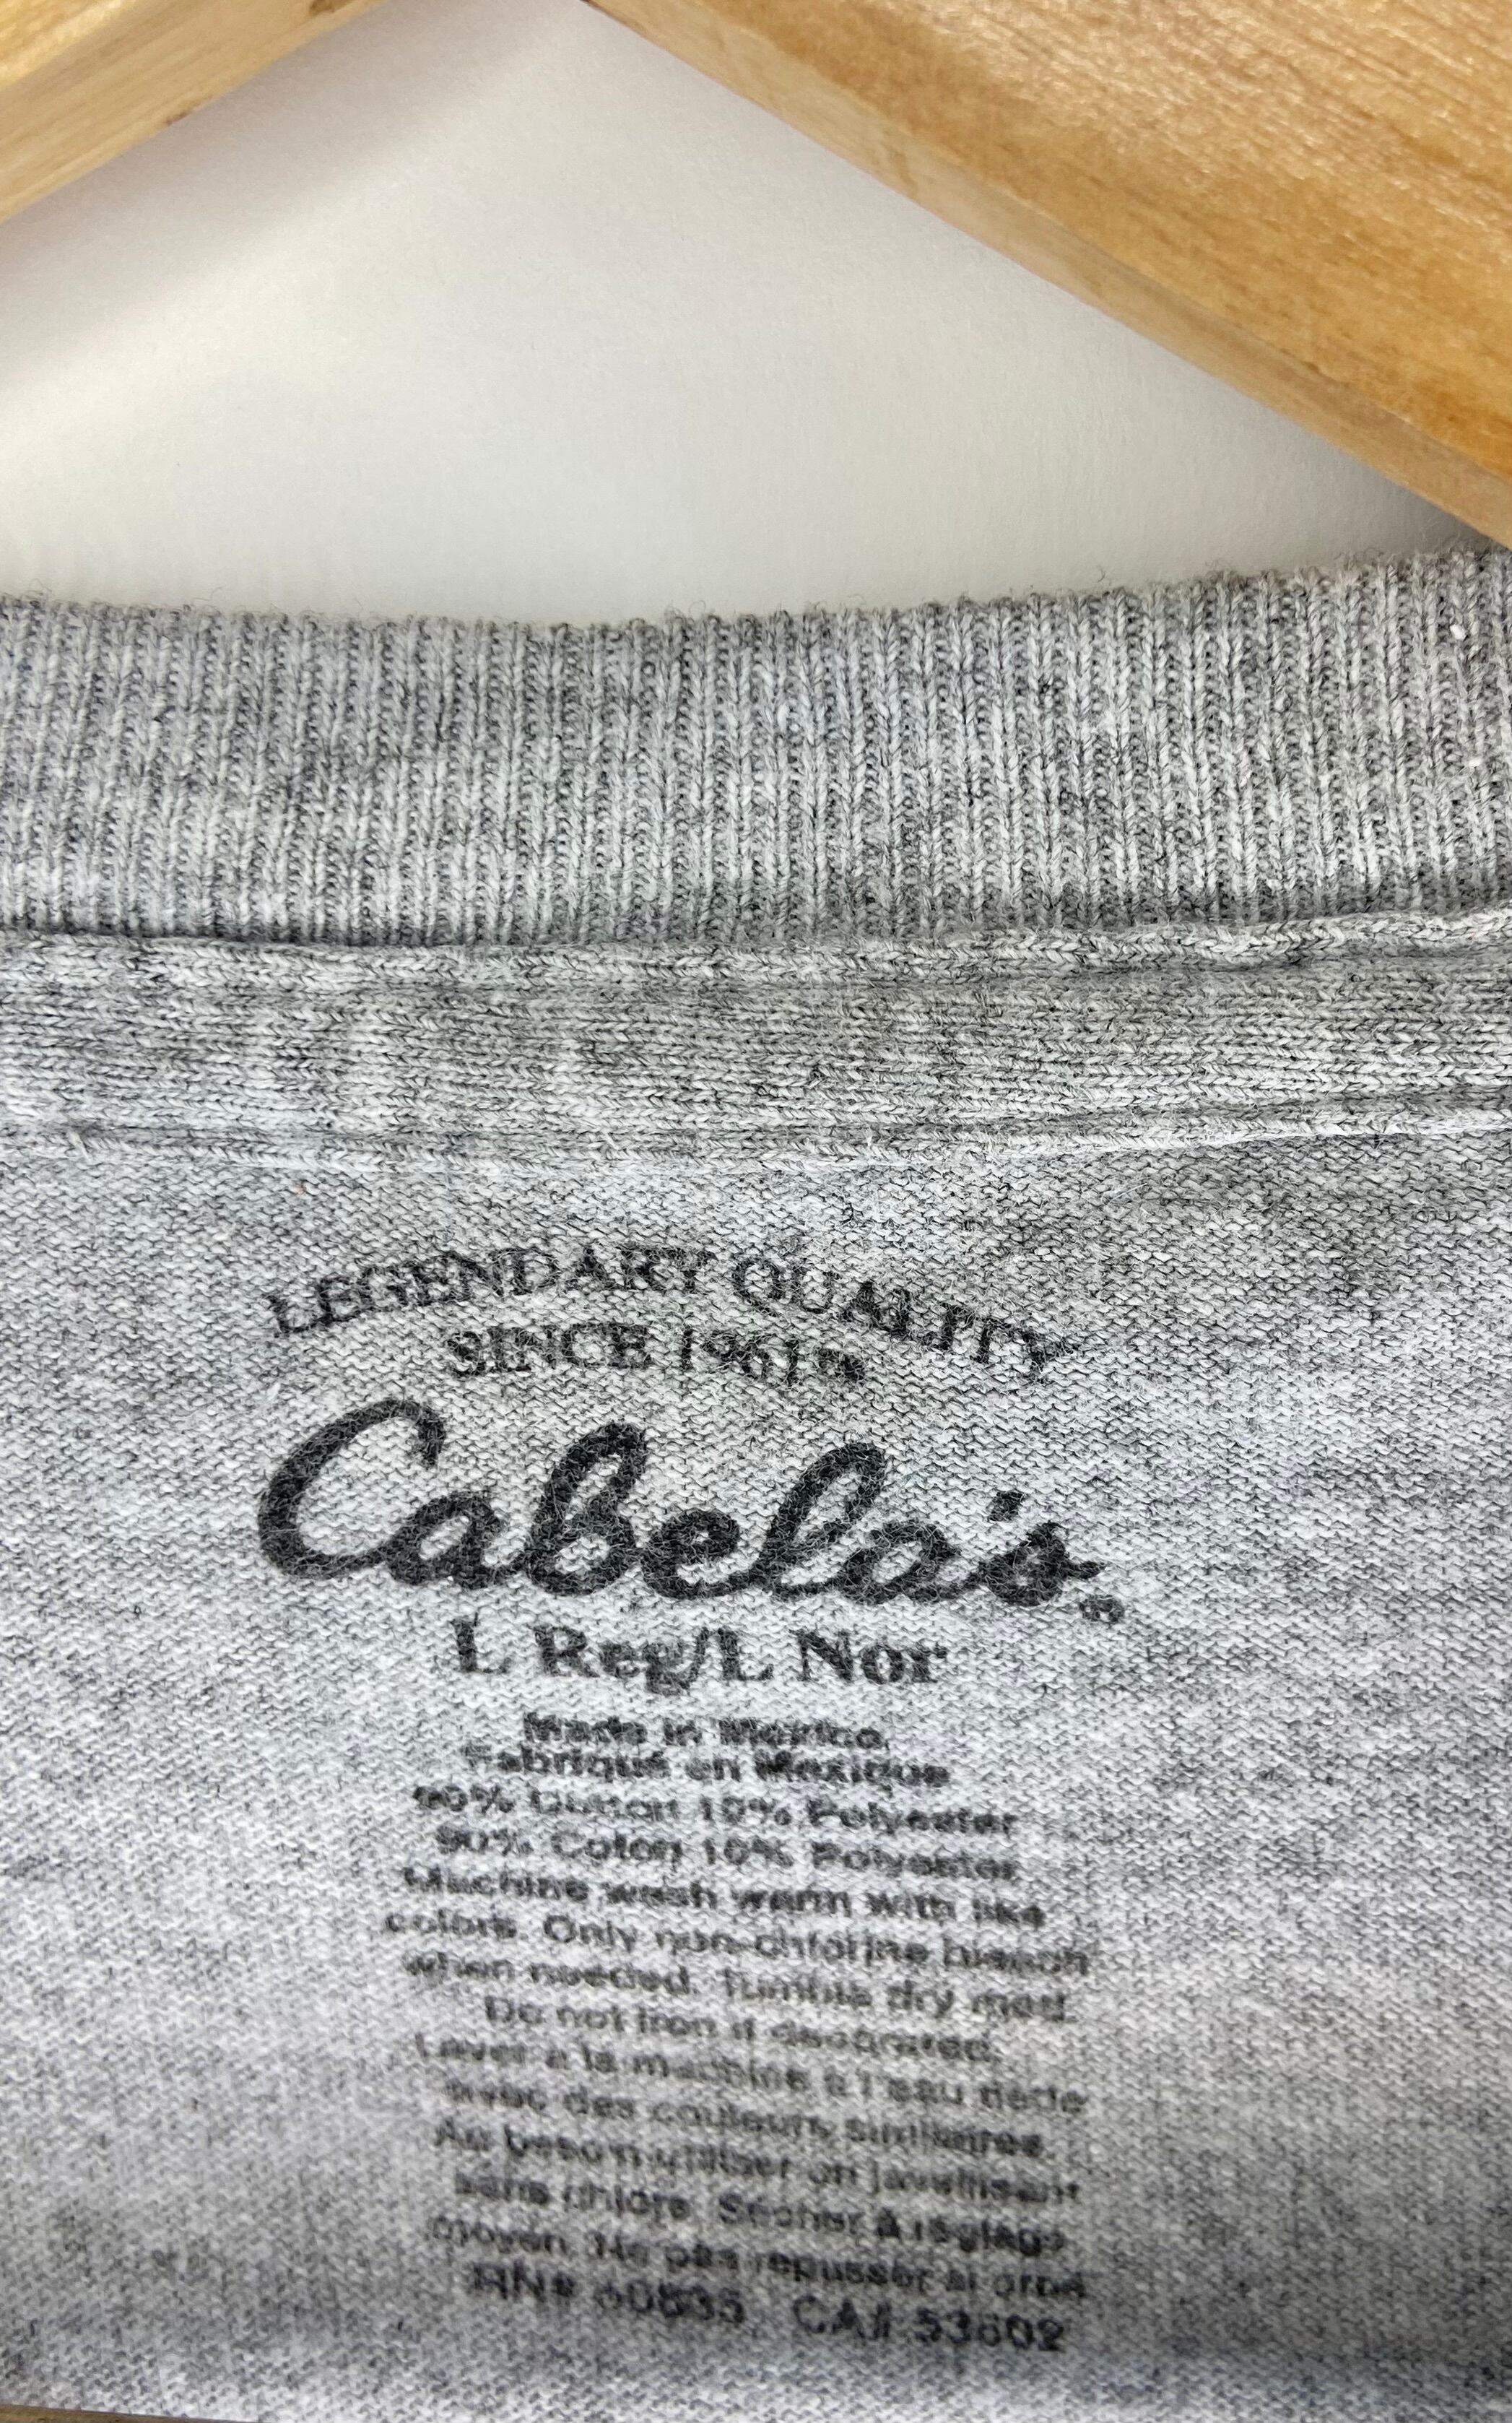 LEGENDARY QUALITY
SINCE 1961®
Cabela's®
L Reg/L Nor
Made in Mexico.
Fabriqué en Mexique
90% Cotton 10% Polyester
90% Coton 10% Polyester
Machine wash warm with like
colors. Only non-chlorine bleach
when needed. Tumble dry med.
Do not iron if decorated.
Laver à la machine à l'eau tiède
avec des couleurs similaires.
Au besoin utiliser un javellisant
sans chlore. Sécher à réglage
moyen. Ne pas repasser si orné
RN# 60535 CA# 53602